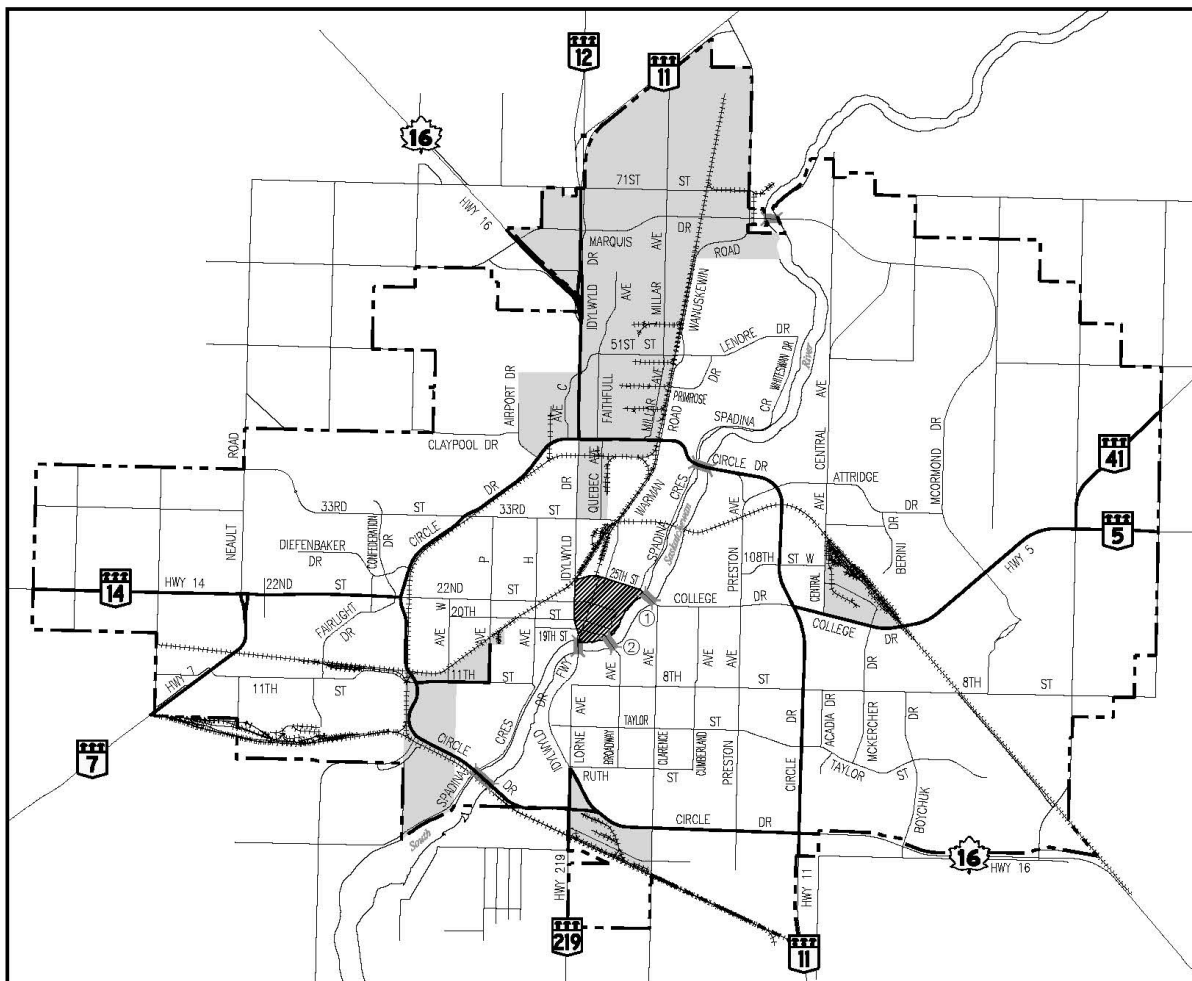 12
11
16
HWY 16
71ST ST
MARQUIS DR
ROAD
IDYLWYLD DR
AVE
MILLAR AVE
WANUSKEWIN
LENORE DR
51ST ST
WHITESWAN DR
River
AIRPORT DR
AVE C
FAITHFULL
MILLAR AVE
PRIMROSE DR
ROAD
SPADINA CR
CENTRAL AVE
MCORMOND DR
41
ROAD
CLAYPOOL DR
CIRCLE DR
ATTRIDGE DR
QUEBEC AVE
WARMAN
SPADINA CRES
Saskatchewan
33RD ST
33RD ST
CIRCLE DR
IDYLWYLD DR
NEAULT
DIEFENBAKER DR
CONFEDERATION DR
P
H
PRESTON AVE
108TH ST W
CENTRAL AVE
BERINI DR
HWY 5
5
14
HWY 14
22ND ST
22ND ST
25TH ST
COLLEGE DR
COLLEGE DR
1
FAIRLIGHT DR
W AVE
20TH ST
AVE
AVE
19TH ST
2
HWY 7
11TH ST
11TH ST
FWY
AVE
AVE
AVE
AVE
8TH ST
8TH ST
MCKERCHER DR
7
CIRCLE DR
SPADINA CRES
IDYLWYLD DR
LORNE AVE
BROADWAY
TAYLOR ST
CLARENCE
CUMBERLAND
PRESTON
CIRCLE DR
ACADIA DR
TAYLOR ST
RUTH ST
BOYCHUK DR
South
CIRCLE DR
16
HWY 16
HWY 219
HWY 11
219
11